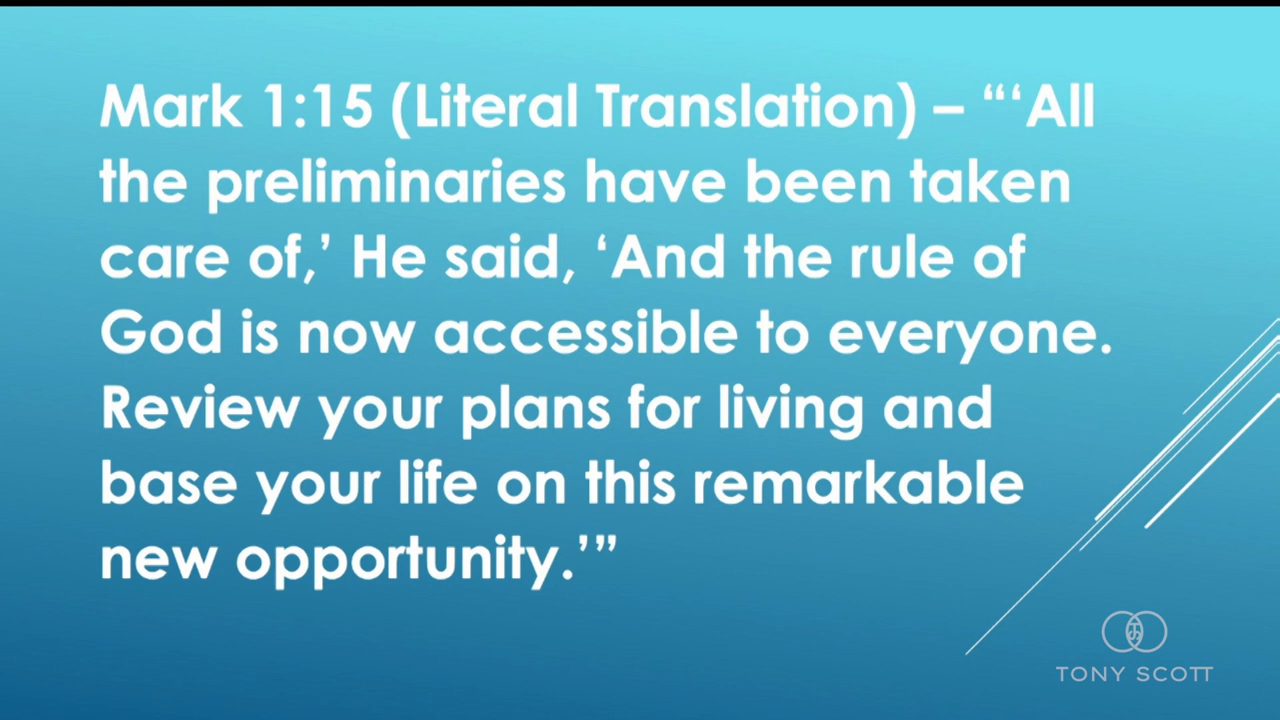 Mark 1:15 (Literal Translation) – “‘All
the preliminaries have been taken
care of,’ He said, ‘And the rule of
God is now accessible to everyone.
Review your plans for living and
base your life on this remarkable
new opportunity.’”
TS
TONY SCOTT